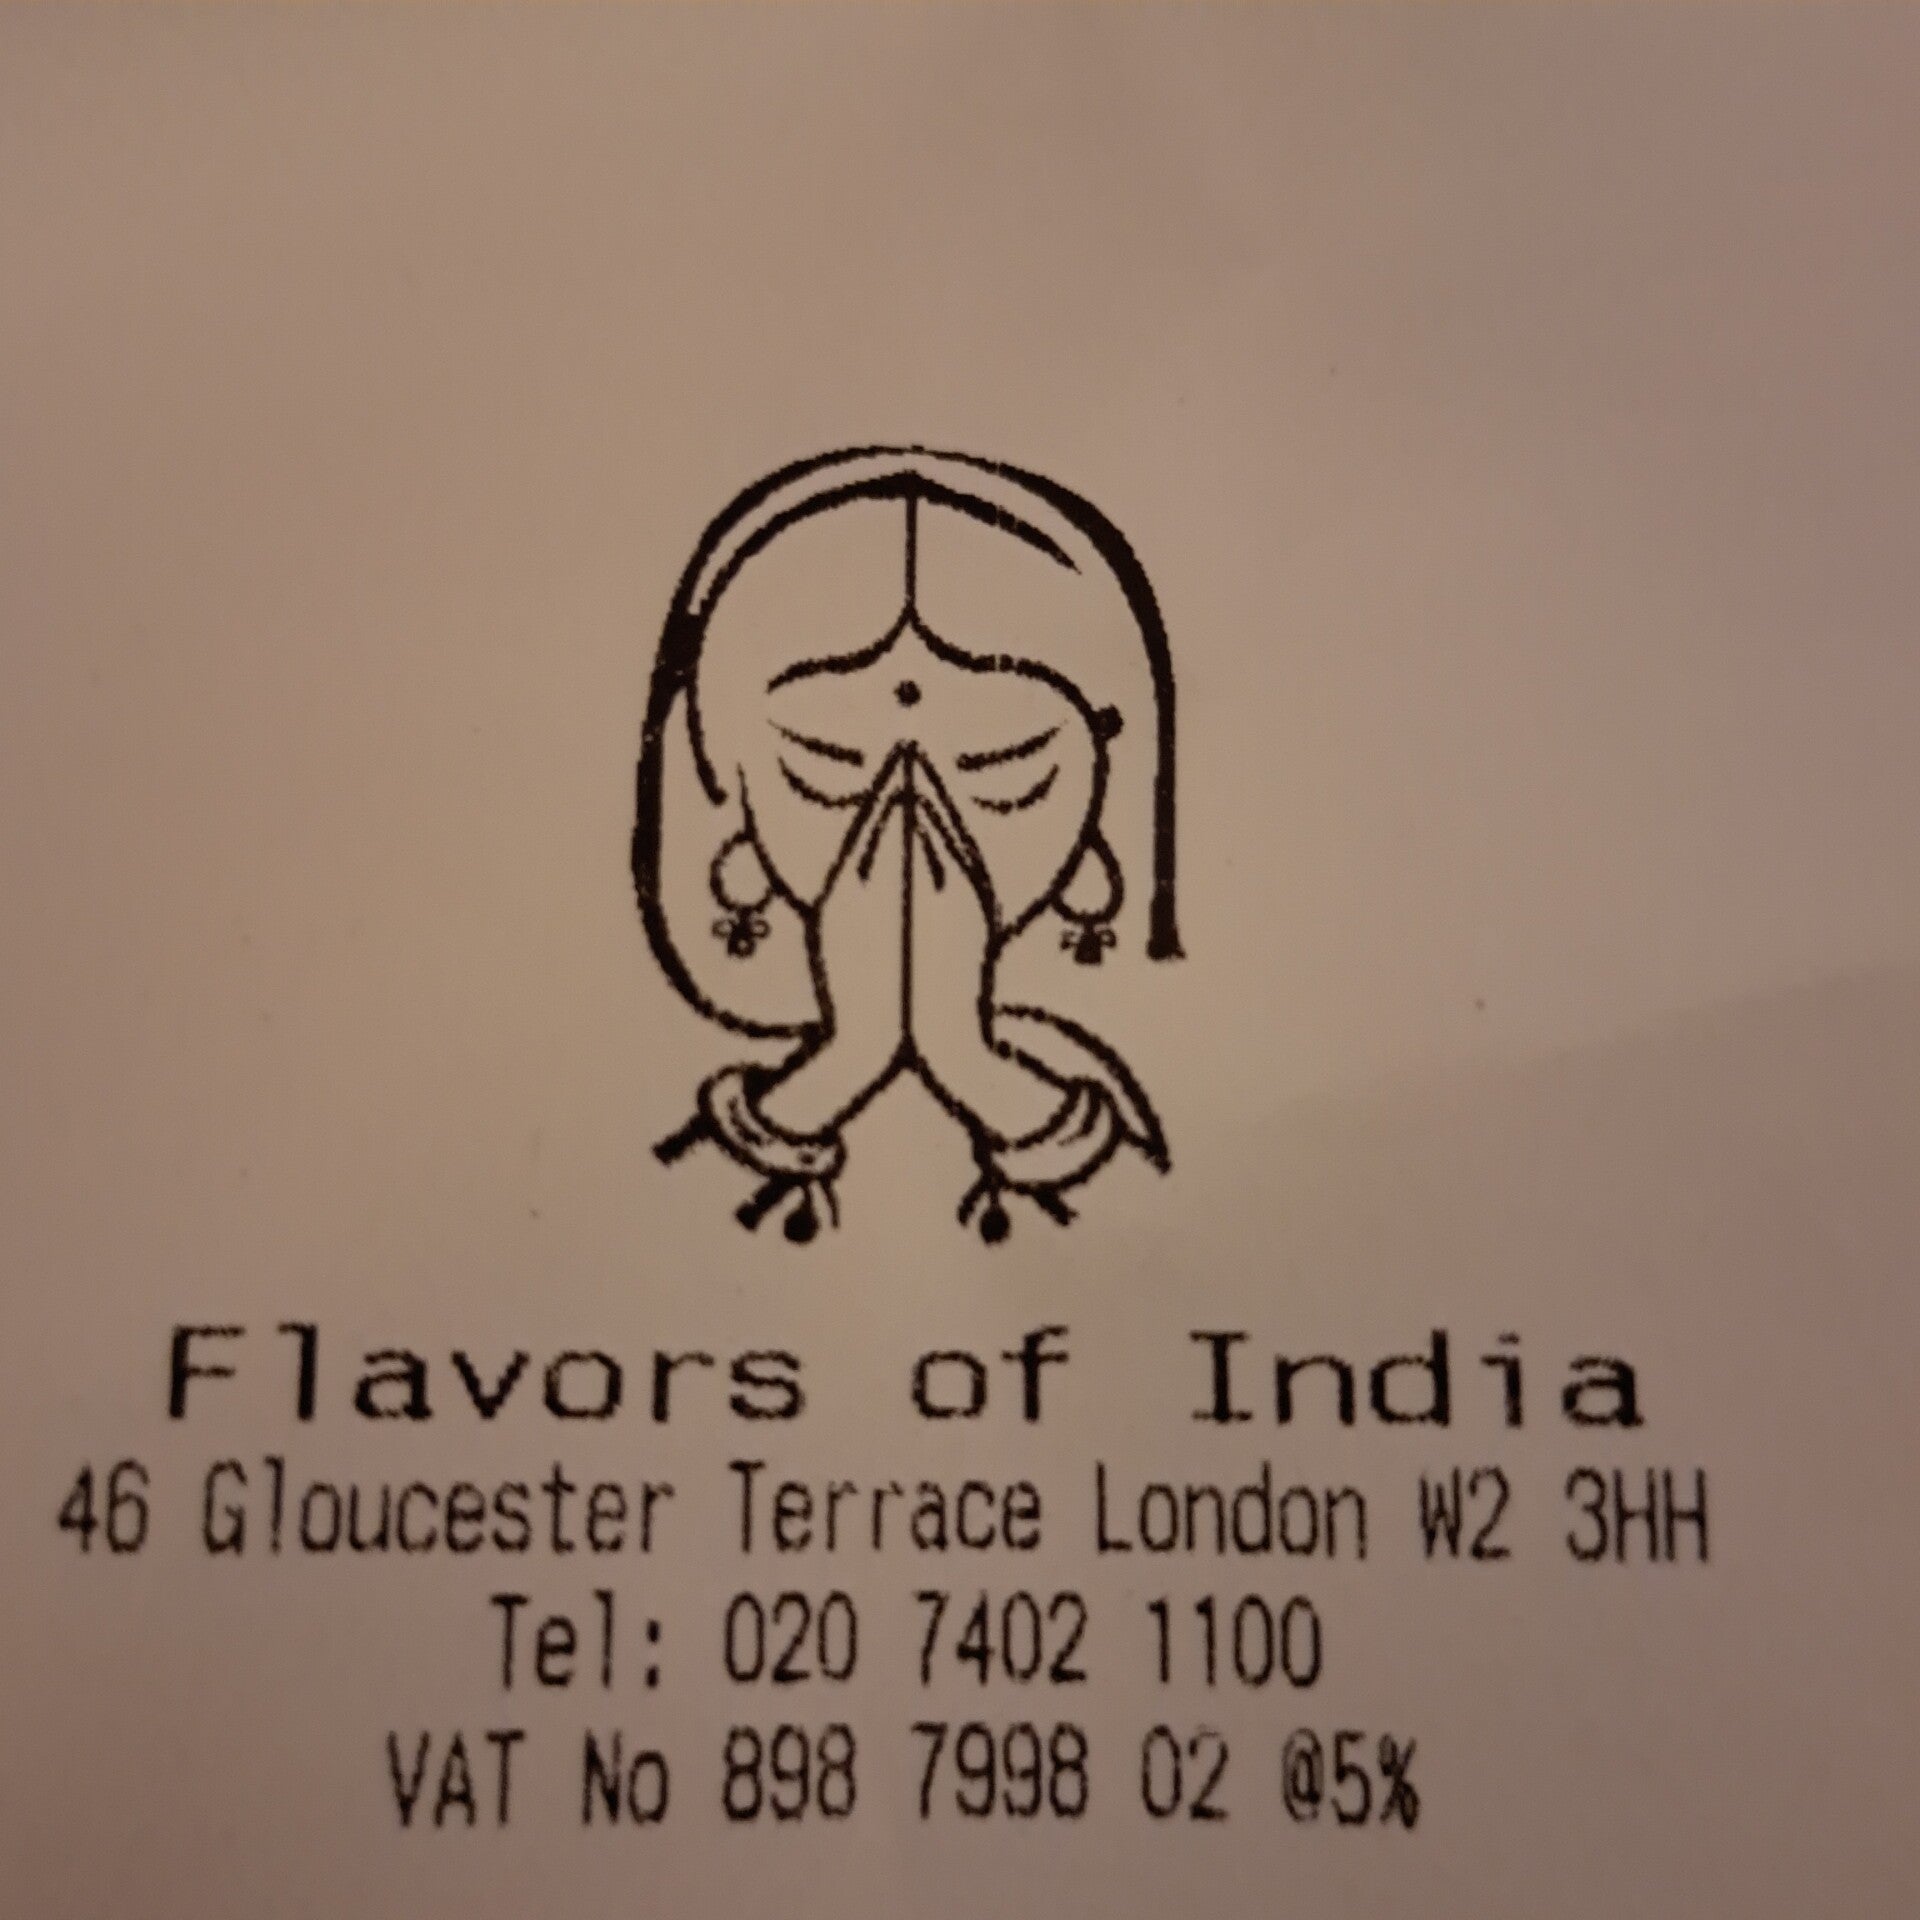 Flavors of India
46 Gloucester Terrace London W2 3HH
Tel: 020 7402 1100
VAT No 898 7998 02 @5%